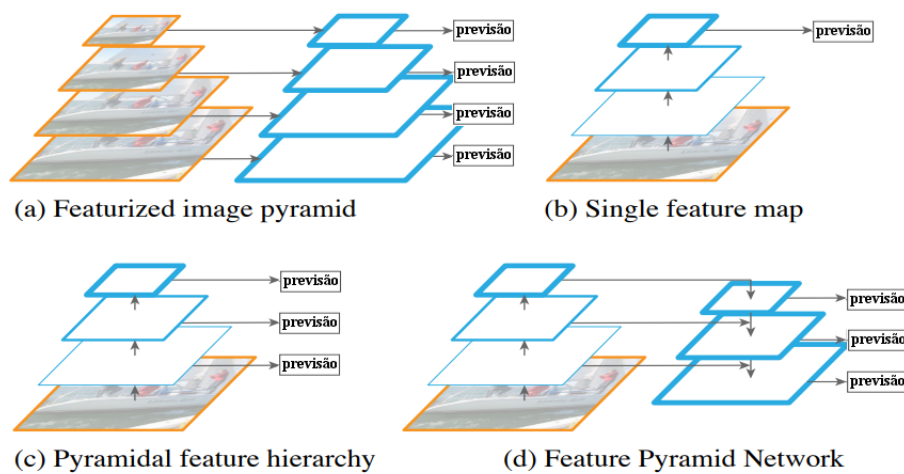 previsão
previsão
previsão
previsão
previsão
(a) Featurized image pyramid
(b) Single feature map
previsão
previsão
previsão
previsão
previsão
previsão
(c) Pyramidal feature hierarchy
(d) Feature Pyramid Network